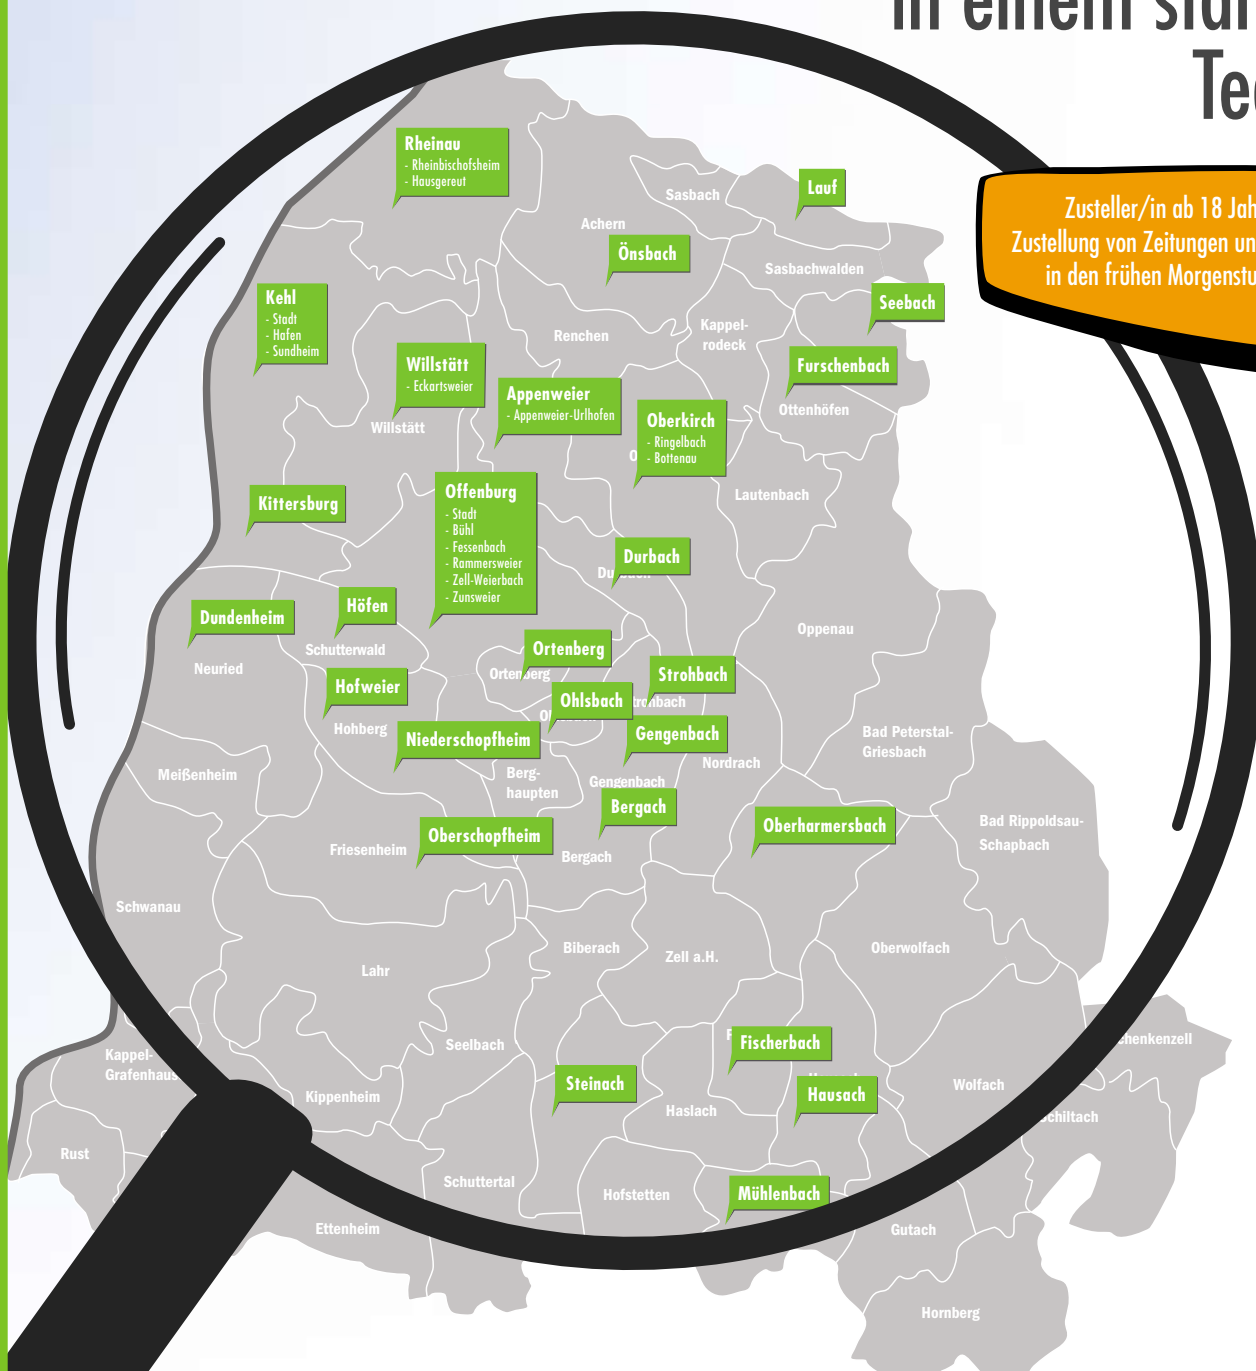 in einem
Zusteller/in ab 18
Zustellung von Zeitungen
in den frühen
Rheinau
- Rheinbischofsheim
- Hausgereut
Lauf
Sasbach
Achern
Önsbach
Sasbachwalden
Kehl
- Stadt
- Hafen
- Sundheim
Seebach
Renchen
Kappel-
rodeck
Willstätt
- Eckartsweier
Furschenbach
Appenweier
- Appenweier-Urlhofen
Oberkirch
- Ringelbach
- Bottenau
Ottenhöfen
Willstätt
Kittersburg
Offenburg
- Stadt
- Bühl
- Fessenbach
- Rammersweier
- Zell-Weierbach
- Zunsweier
Lautenbach
Durbach
Dundenheim
Höfen
Oppenau
Schutterwald
Ortenberg
Neuried
Ortenberg
Strohbach
Hofweier
Ohlsbach
Hohberg
Niederschopfheim
Gengenbach
Bad Peterstal-
Griesbach
Nordrach
Meißenheim
Berg-
haupten
Gengenbach
Bergach
Oberschopfheim
Oberharmersbach
Bad Rippoldsau-
Schapbach
Friesenheim
Bergach
Schwanau
Biberach
Zell a.H.
Oberwolfach
Lahr
Seelbach
Fischerbach
Kappel-
Steinach
Hausach
Wolfach
Kippenheim
Haslach
Rust
Schuttertal
Hofstetten
Mühlenbach
Ettenheim
Gutach
Hornberg